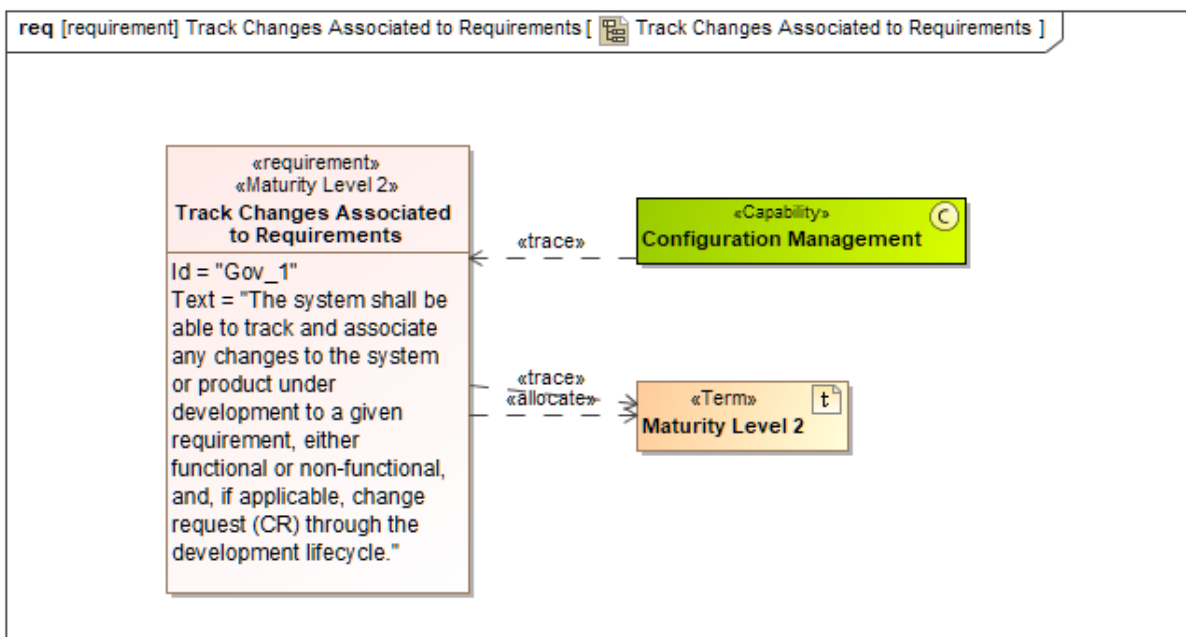 req [requirement] Track Changes Associated to Requirements [ Track Changes Associated to Requirements ]
«requirement»
«Maturity Level 2»
Track Changes Associated
to Requirements
Id = "Gov_1"
Text = "The system shall be
able to track and associate
any changes to the system
or product under
development to a given
requirement, either
functional or non-functional,
and, if applicable, change
request (CR) through the
development lifecycle."
«trace»
«Capability»
C
Configuration Management
«trace»
«allocate»
«Term»
t
Maturity Level 2